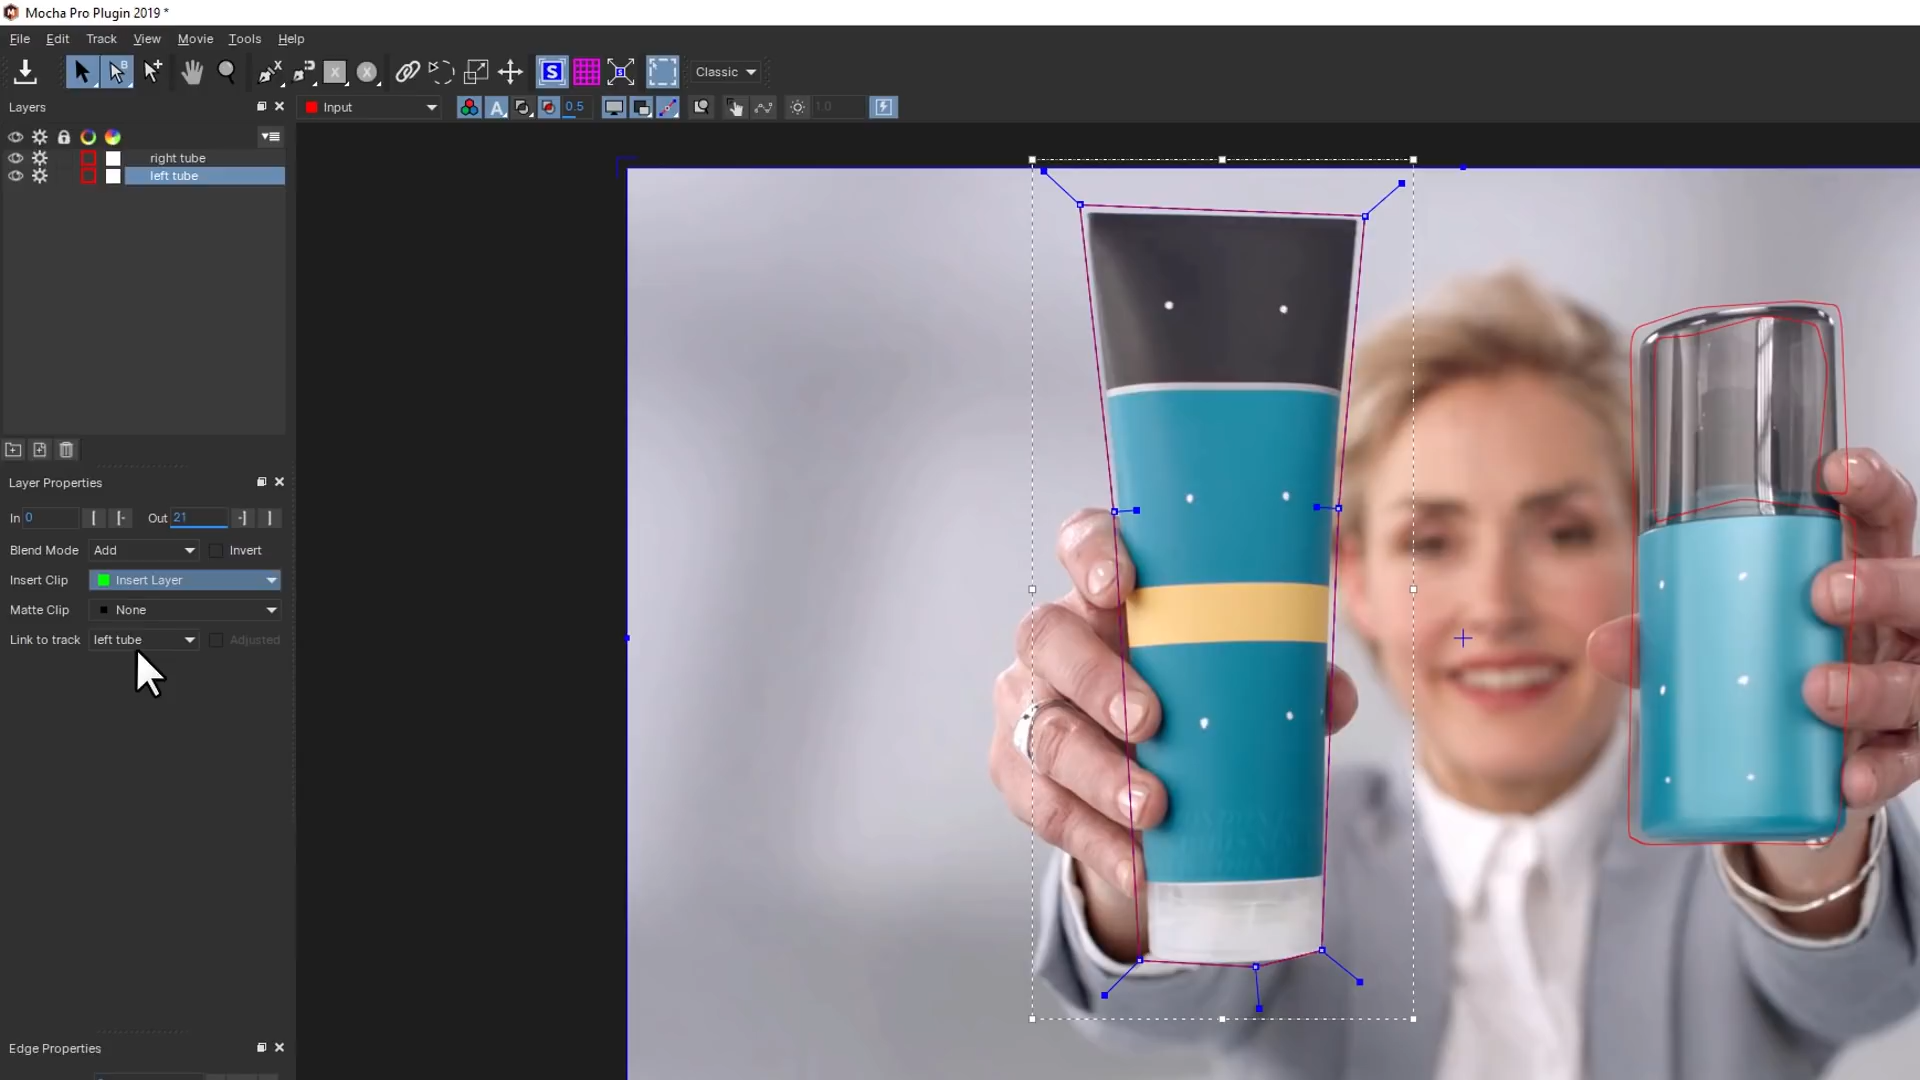 Mocha Pro Plugin 2019 *
File Edit Track View Movie Tools Help
S Classic
Layers
Input A 0.5 1.0
right tube
left tube
Layer Properties
In 0 Out 21
Blend Mode Add Invert
Insert Clip Insert Layer
Matte Clip None
Link to track left tube Adjusted
Edge Properties